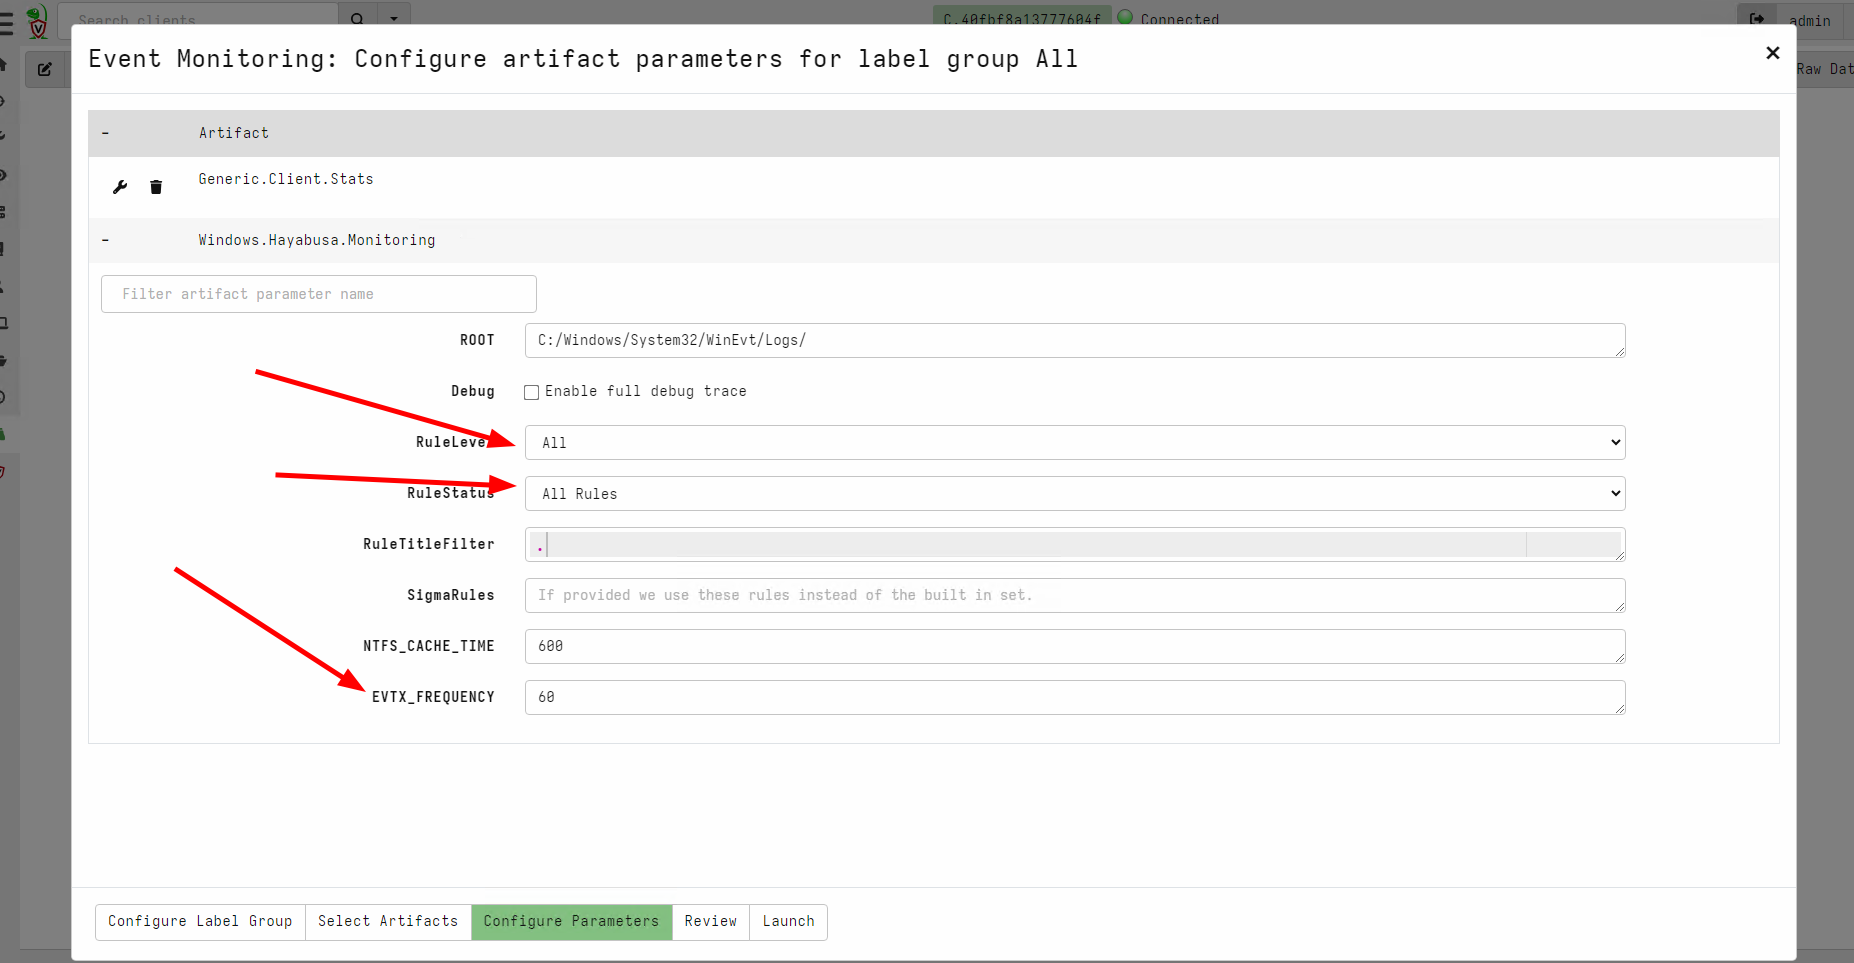 Search clients
C.40fbf8a13777604f
Connected
admin
Event Monitoring: Configure artifact parameters for label group All
Raw Dat
- Artifact
Generic.Client.Stats
- Windows.Hayabusa.Monitoring
Filter artifact parameter name
ROOT C:/Windows/System32/WinEvt/Logs/
Debug Enable full debug trace
RuleLeve All
RuleStatus All Rules
RuleTitleFilter .
SigmaRules If provided we use these rules instead of the built in set.
NTFS_CACHE_TIME 600
EVTX_FREQUENCY 60
Configure Label Group Select Artifacts Configure Parameters Review Launch